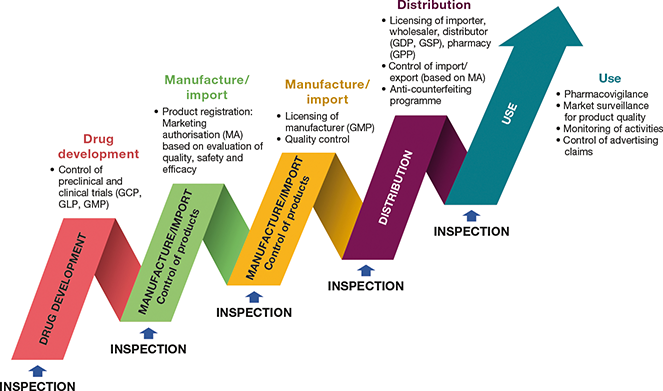 Drug
development
• Control of
preclinical and
clinical trials (GCP,
GLP, GMP)
Manufacture/
import
• Product registration:
Marketing
authorisation (MA)
based on evaluation of
quality, safety and
efficacy
Manufacture/
import
• Licensing of
manufacturer (GMP)
• Quality control
Distribution
• Licensing of importer,
wholesaler, distributor
(GDP, GSP), pharmacy
(GPP)
• Control of import/
export (based on MA)
• Anti-counterfeiting
programme
Use
• Pharmacovigilance
• Market surveillance
for product quality
• Monitoring of activities
• Control of advertising
claims
DRUG DEVELOPMENT
MANUFACTURE/IMPORT
Control of products
MANUFACTURE/IMPORT
Control of products
DISTRIBUTION
USE
INSPECTION
INSPECTION
INSPECTION
INSPECTION
INSPECTION